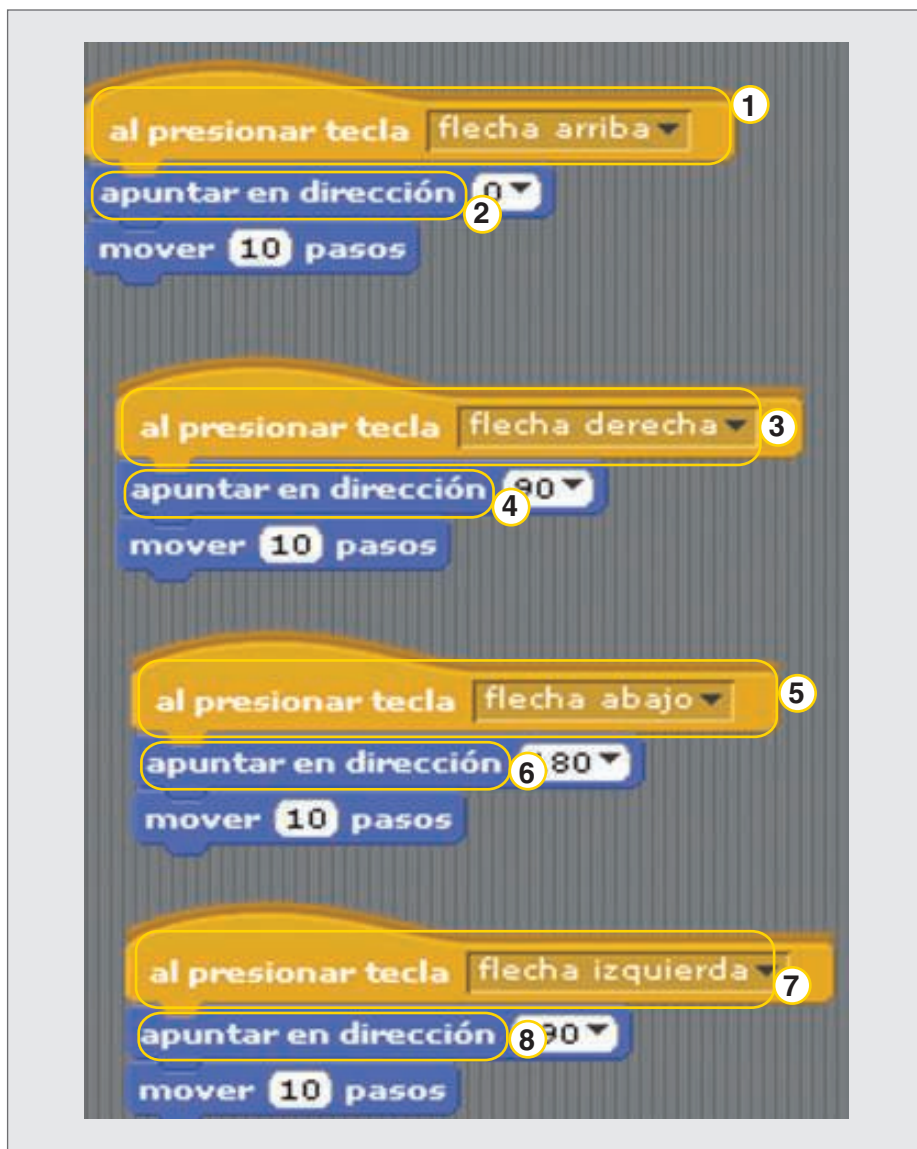 al presionar tecla flecha arriba 1
apuntar en dirección 2 0
mover 10 pasos
al presionar tecla flecha derecha 3
apuntar en dirección 4 90
mover 10 pasos
al presionar tecla flecha abajo 5
apuntar en dirección 6 80
mover 10 pasos
al presionar tecla flecha izquierda 7
apuntar en dirección 8 90
mover 10 pasos